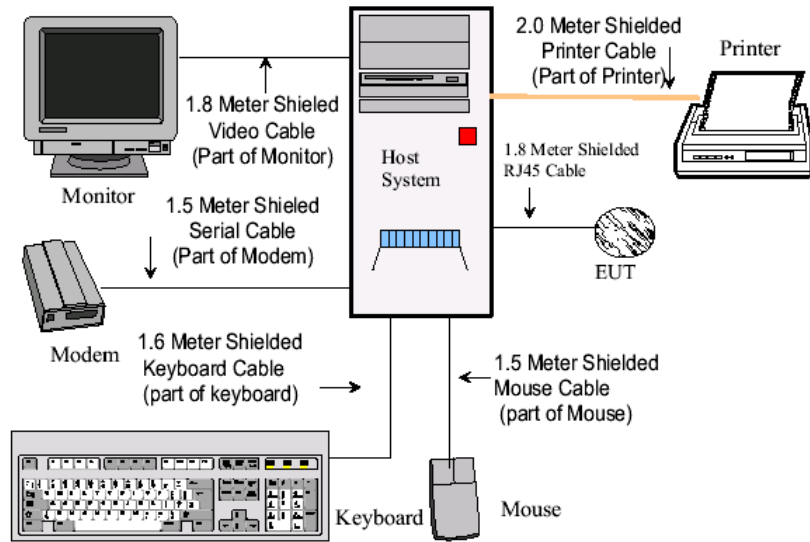 2.0 Meter Shielded
Printer Cable
(Part of Printer)
Printer
1.8 Meter Shieled
Video Cable
(Part of Monitor)
Monitor
Host
System
1.8 Meter Shielded
RJ45 Cable
EUT
1.5 Meter Shieled
Serial Cable
(Part of Modem)
Modem
1.6 Meter Shielded
Keyboard Cable
(part of keyboard)
1.5 Meter Shielded
Mouse Cable
(part of Mouse)
Keyboard
Mouse